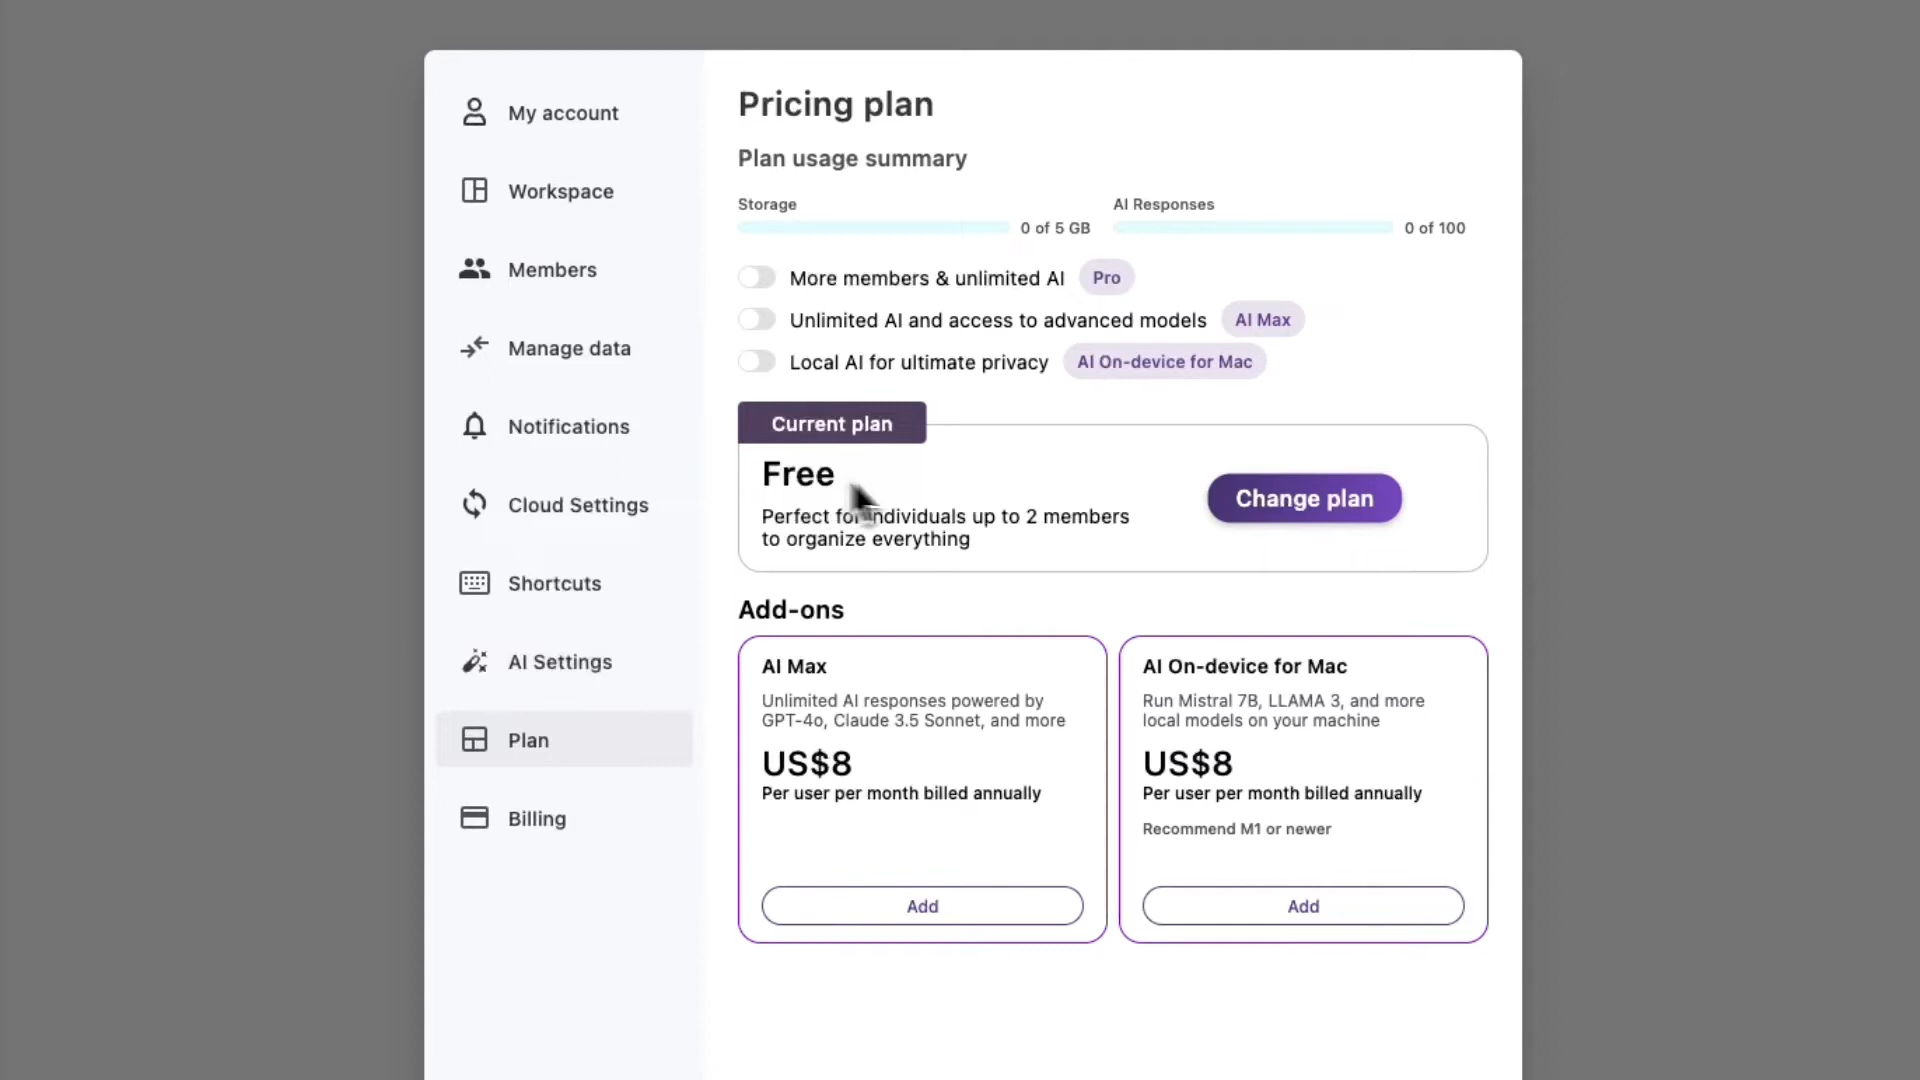 My account
Workspace
Members
Manage data
Notifications
Cloud Settings
Shortcuts
AI Settings
Plan
Billing
Pricing plan
Plan usage summary
Storage
0 of 5 GB
AI Responses
0 of 100
More members & unlimited AI Pro
Unlimited AI and access to advanced models AI Max
Local AI for ultimate privacy AI On-device for Mac
Current plan
Free
Perfect for individuals up to 2 members
to organize everything
Change plan
Add-ons
AI Max
Unlimited AI responses powered by
GPT-4o, Claude 3.5 Sonnet, and more
US$8
Per user per month billed annually
Add
AI On-device for Mac
Run Mistral 7B, LLAMA 3, and more
local models on your machine
US$8
Per user per month billed annually
Recommend M1 or newer
Add